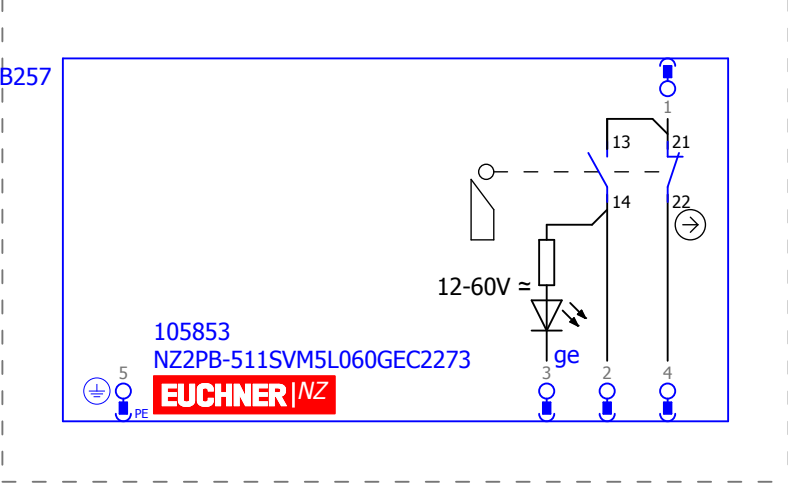 B257
1
13
21
14
22
12-60V ≃
105853
NZ2PB-511SVM5L060GEC2273
ge
5
3
2
4
EUCHNER|NZ
PE